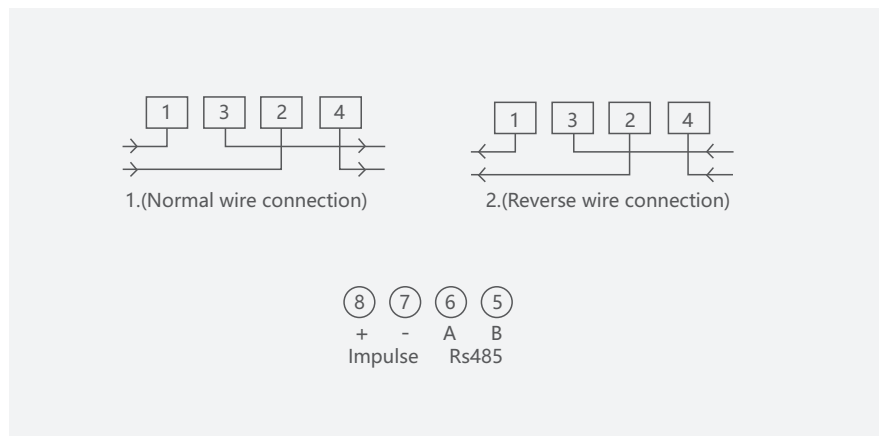 1 3 2 4
1.(Normal wire connection)
1 3 2 4
2.(Reverse wire connection)
8 7 6 5
+ - A B
Impulse Rs485